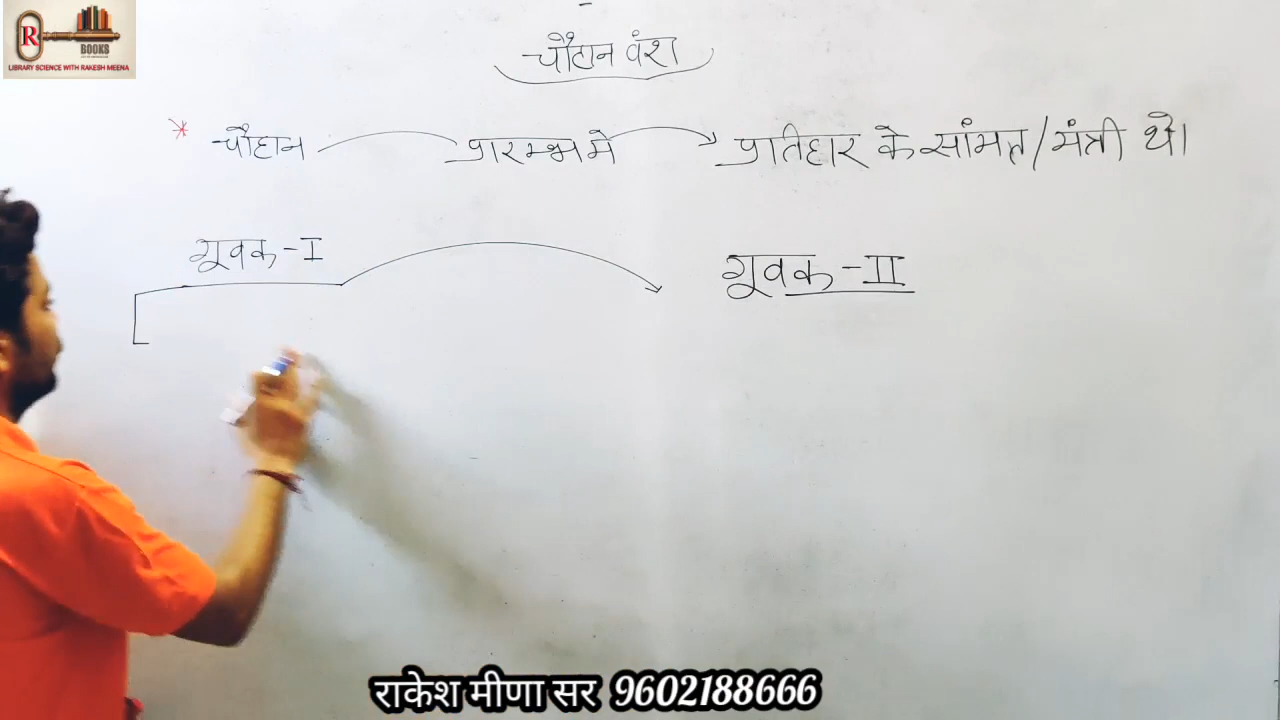 R
BOOKS
LIBRARY SCIENCE WITH RAKESH MEENA
चौहान वंश
* चौहान प्रारम्भ मे प्रतिहार के सांमत/मंत्री थे।
गूवक-I गूवक-II
राकेश मीणा सर 9602188666